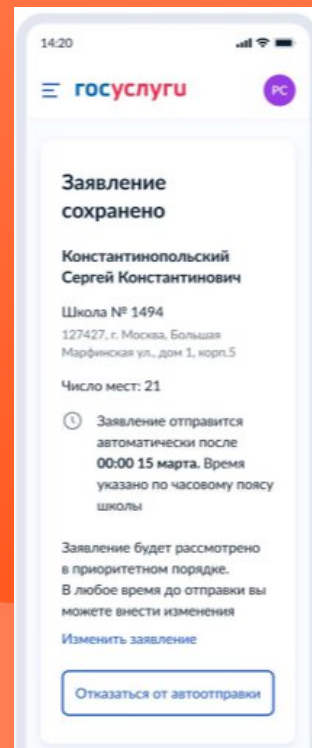 14:20
госуслуги
РС
Заявление
сохранено
Константинопольский
Сергей Константинович
Школа № 1494
127427, г. Москва, Большая
Марфинская ул., дом 1, корп.5
Число мест: 21
Заявление отправится
автоматически после
00:00 15 марта. Время
указано по часовому поясу
школы
Заявление будет рассмотрено
в приоритетном порядке.
В любое время до отправки вы
можете внести изменения
Изменить заявление
Отказаться от автоотправки